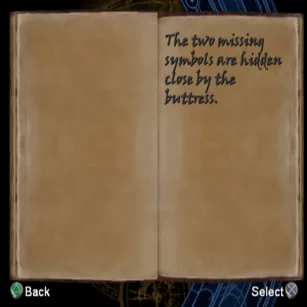 The two missing
symbols are hidden
close by the
buttress.
Back
Select